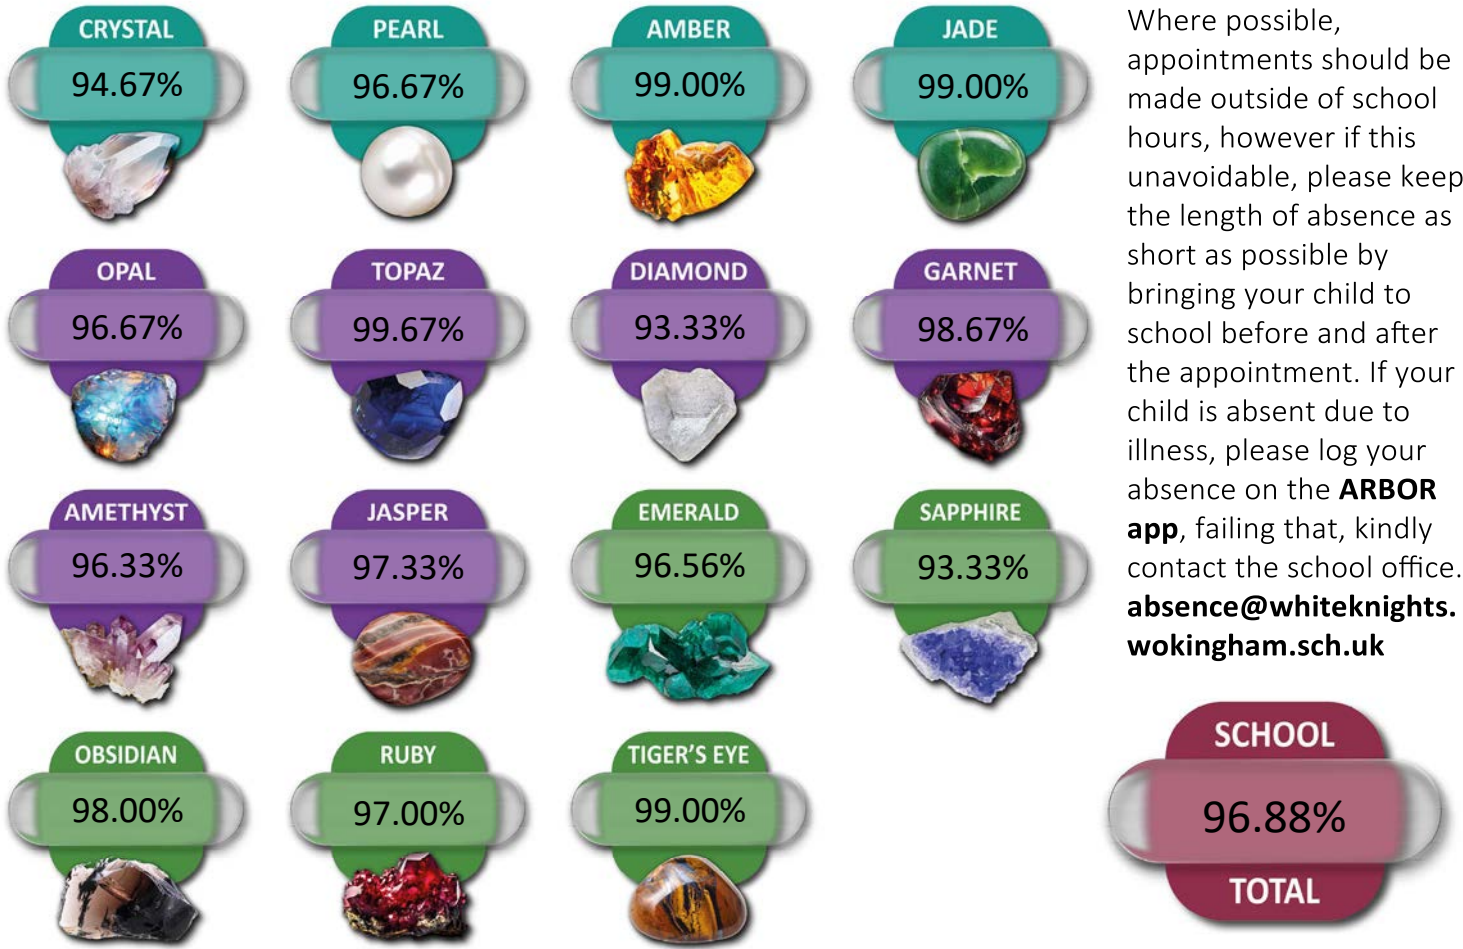 CRYSTAL
94.67%
PEARL
96.67%
AMBER
99.00%
JADE
99.00%
OPAL
96.67%
TOPAZ
99.67%
DIAMOND
93.33%
GARNET
98.67%
AMETHYST
96.33%
JASPER
97.33%
EMERALD
96.56%
SAPPHIRE
93.33%
OBSIDIAN
98.00%
RUBY
97.00%
TIGER'S EYE
99.00%
Where possible,
appointments should be
made outside of school
hours, however if this
unavoidable, please keep
the length of absence as
short as possible by
bringing your child to
school before and after
the appointment. If your
child is absent due to
illness, please log your
absence on the ARBOR
app, failing that, kindly
contact the school office.
absence@whiteknights.
wokingham.sch.uk
SCHOOL
96.88%
TOTAL